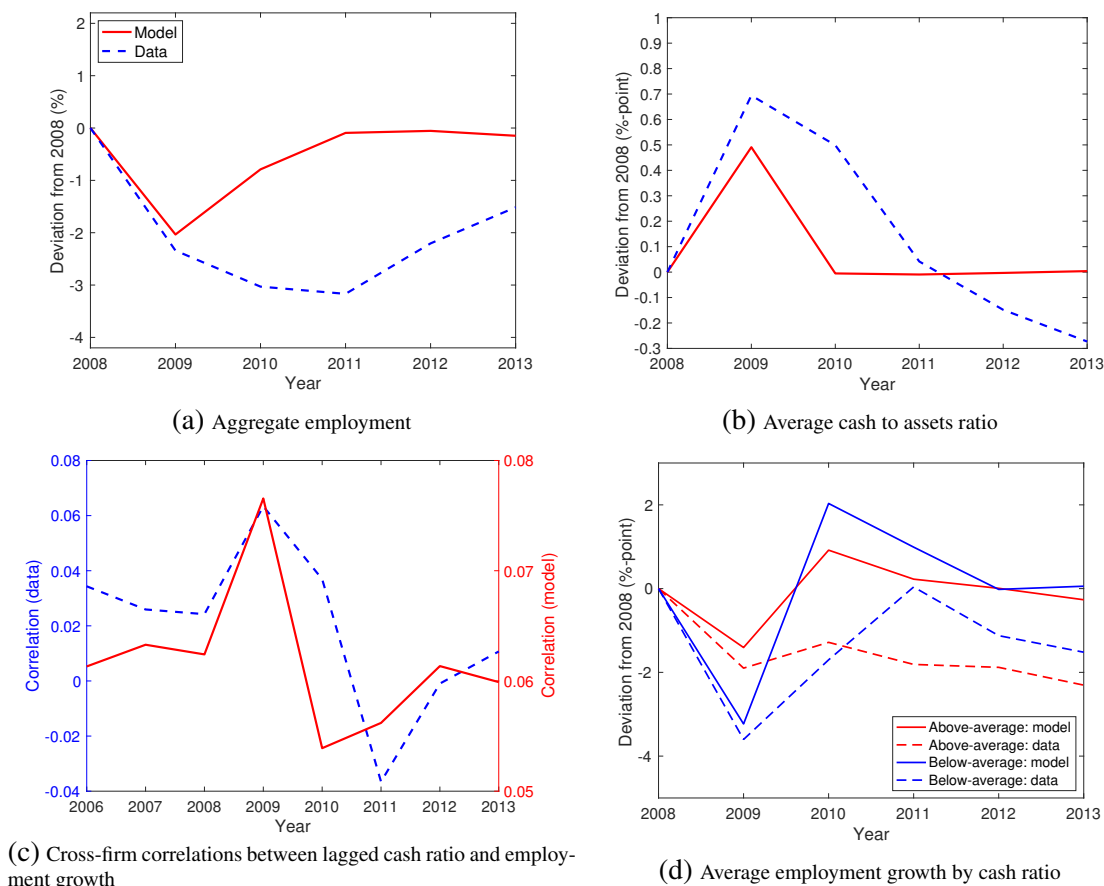 2
1
0
-1
-2
-3
-4
Deviation from 2008 (%)
Model
Data
2008 2009 2010 2011 2012 2013
Year
(a) Aggregate employment
1
0.9
0.8
0.7
0.6
0.5
0.4
0.3
0.2
0.1
0
-0.1
-0.2
-0.3
Deviation from 2008 (%-point)
2008 2009 2010 2011 2012 2013
Year
(b) Average cash to assets ratio
0.08
0.06
0.04
0.02
0
-0.02
-0.04
Correlation (data)
0.08
0.07
0.06
0.05
Correlation (model)
2006 2007 2008 2009 2010 2011 2012 2013
Year
(c) Cross-firm correlations between lagged cash ratio and employ-
ment growth
2
0
-2
-4
Deviation from 2008 (%-point)
Above-average: model
Above-average: data
Below-average: model
Below-average: data
2008 2009 2010 2011 2012 2013
Year
(d) Average employment growth by cash ratio